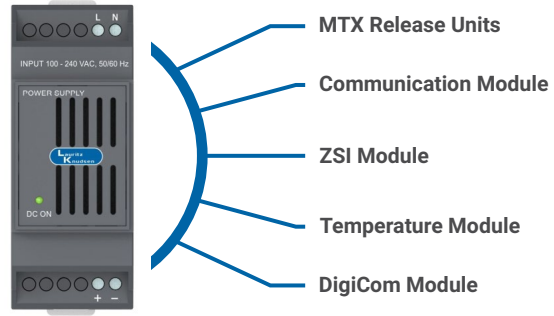 L N
INPUT 100 - 240 VAC, 50/60 Hz
POWER SUPPLY
Lauritz
Knudsen
DC ON
+ −
MTX Release Units
Communication Module
ZSI Module
Temperature Module
DigiCom Module